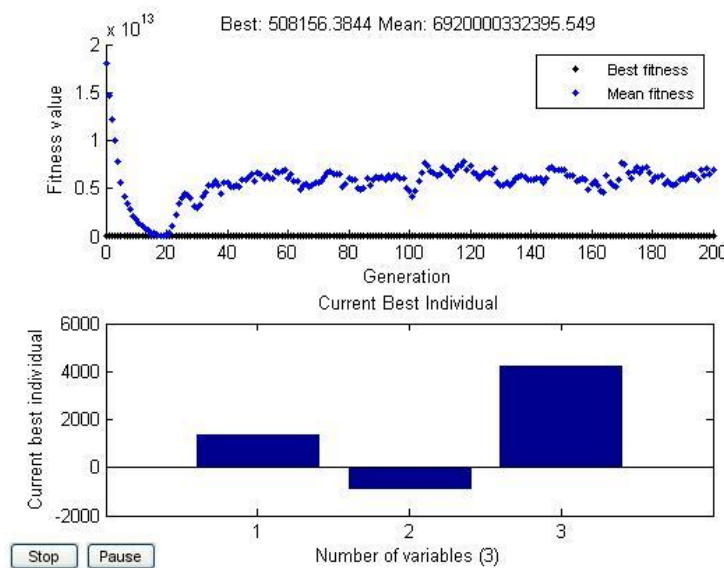 Best: 508156.3844 Mean: 6920000332395.549
x 10^13
2
1.5
1
0.5
0
Fitness value
Best fitness
Mean fitness
0 20 40 60 80 100 120 140 160 180 200
Generation
Current Best Individual
6000
4000
2000
0
-2000
Current best individual
1 2 3
Number of variables (3)
Stop Pause